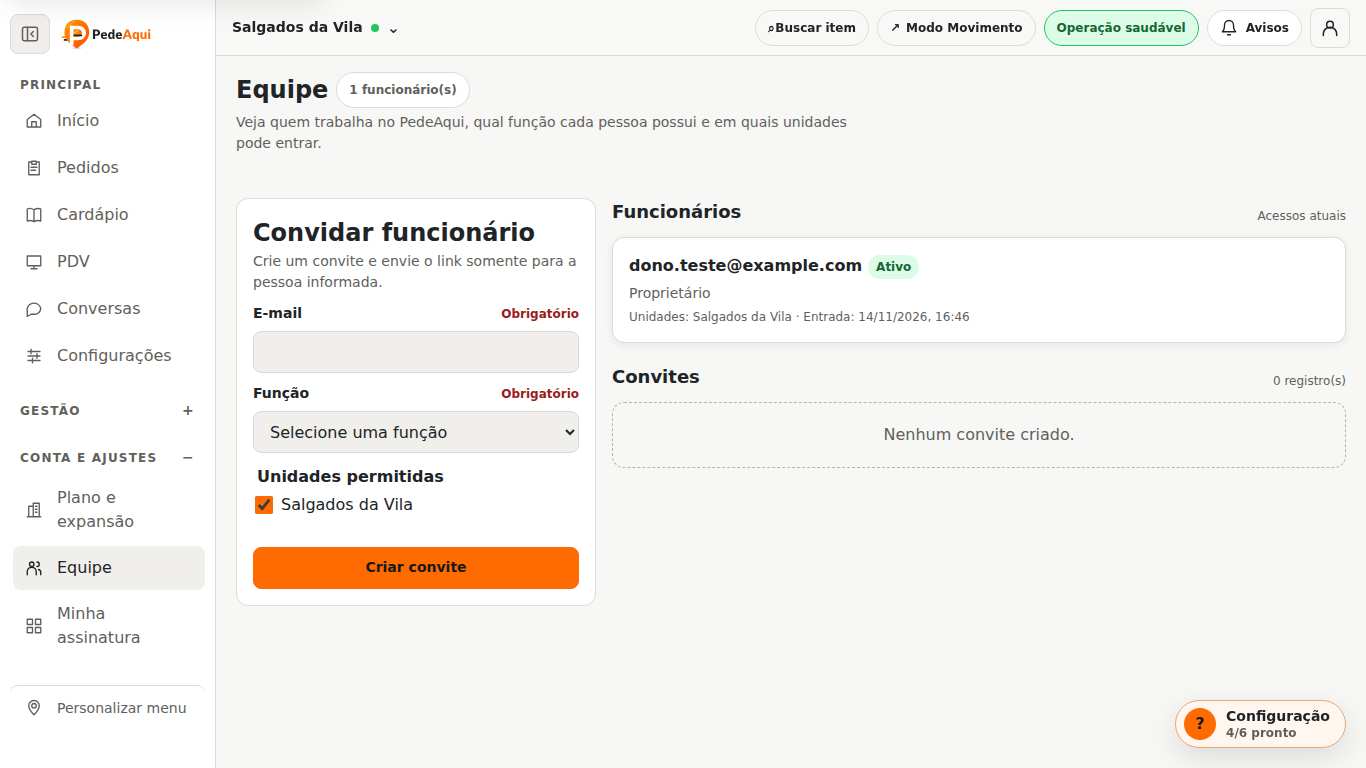 PedeAqui
Salgados da Vila
Buscar item
↗ Modo Movimento
Operação saudável
Avisos
PRINCIPAL
Início
Pedidos
Cardápio
PDV
Conversas
Configurações
GESTÃO +
CONTA E AJUSTES −
Plano e
expansão
Equipe
Minha
assinatura
Personalizar menu
Equipe
1 funcionário(s)
Veja quem trabalha no PedeAqui, qual função cada pessoa possui e em quais unidades
pode entrar.
Convidar funcionário
Crie um convite e envie o link somente para a
pessoa informada.
E-mail Obrigatório
Função Obrigatório
Selecione uma função
Unidades permitidas
Salgados da Vila
Criar convite
Funcionários
Acessos atuais
dono.teste@example.com Ativo
Proprietário
Unidades: Salgados da Vila · Entrada: 14/11/2026, 16:46
Convites
0 registro(s)
Nenhum convite criado.
?
Configuração
4/6 pronto